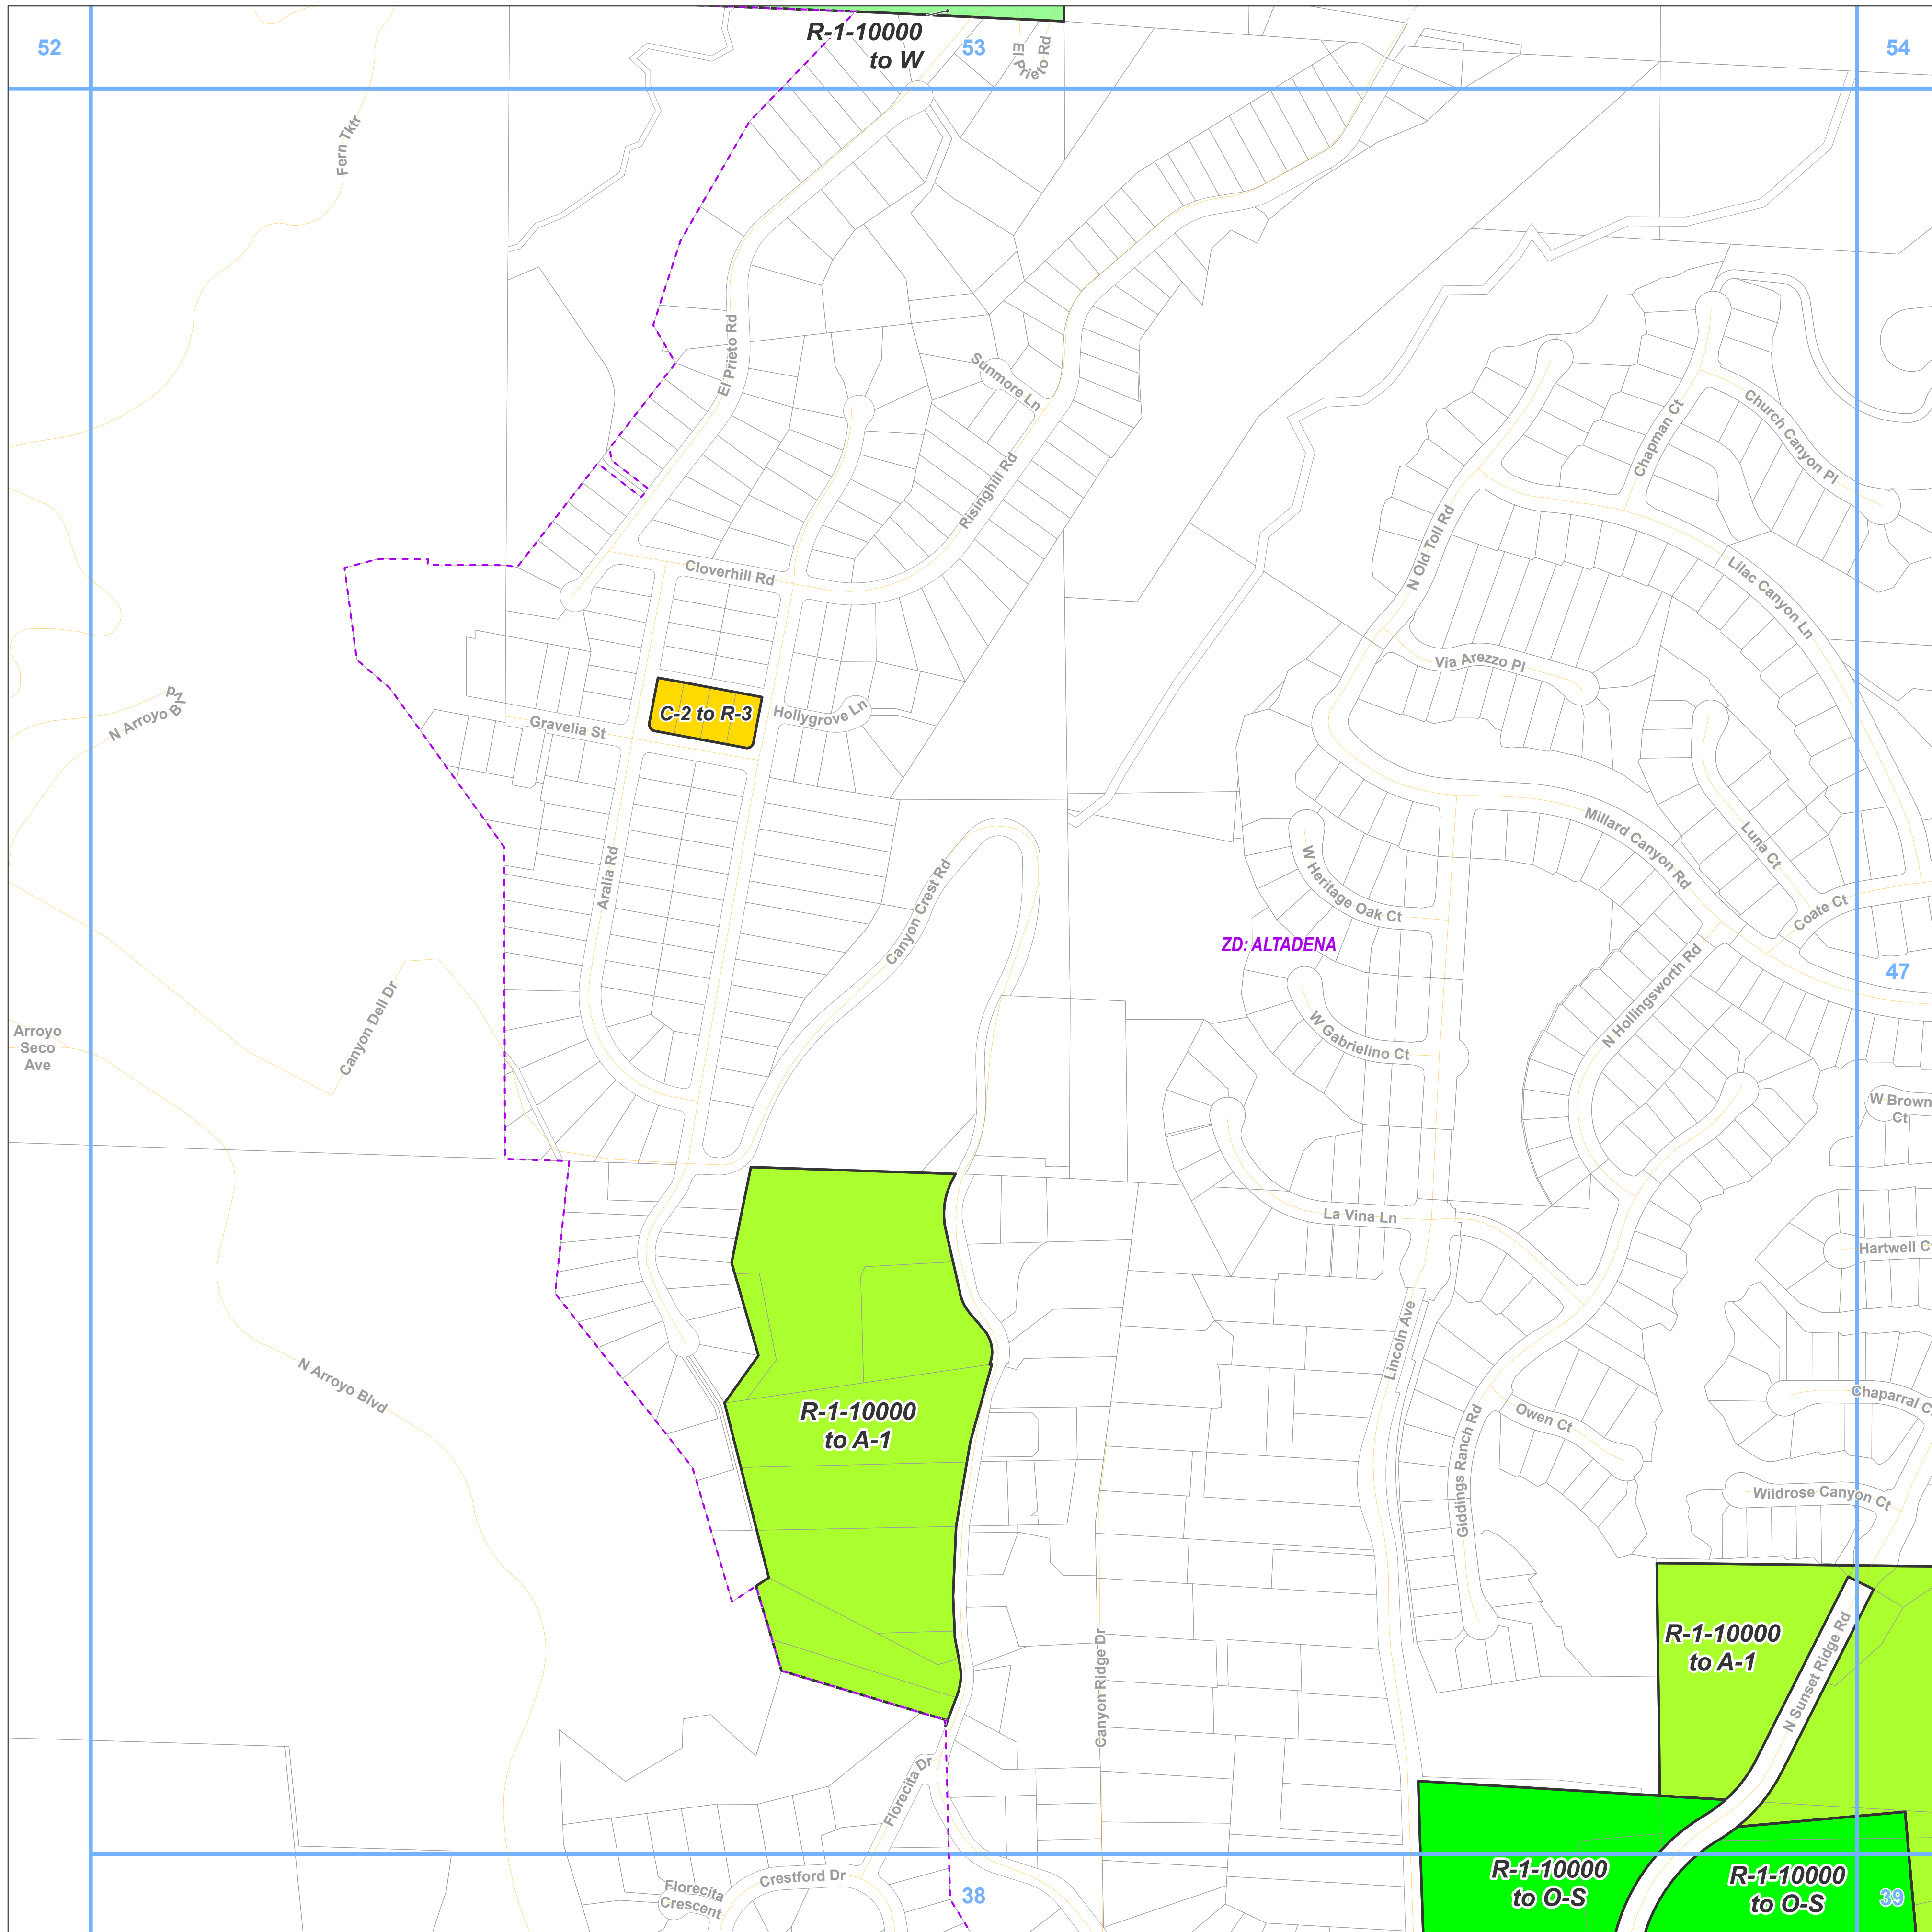 52
53
54
R-1-10000
to W
El Prieto Rd
Fern Tktr
El Prieto Rd
Sunmore Ln
Risinghill Rd
Cloverhill Rd
C-2 to R-3
Hollygrove Ln
Gravelia St
Aralia Rd
Canyon Crest Rd
N Arroyo Blvd
Canyon Dell Dr
Arroyo
Seco
Ave
N Arroyo Blvd
Chapman Ct
Church Canyon Pl
N Old Toll Rd
Lilac Canyon Ln
Via Arezzo Pl
Millard Canyon Rd
Luna Ct
Coate Ct
W Heritage Oak Ct
ZD: ALTADENA
47
N Hollingsworth Rd
W Gabrielino Ct
W Brown
Ct
La Vina Ln
Hartwell Ct
Lincoln Ave
Chaparral C
Owen Ct
Giddings Ranch Rd
Wildrose Canyon Ct
R-1-10000
to A-1
R-1-10000
to A-1
N Sunset Ridge Rd
Canyon Ridge Dr
Florecita Dr
Crestford Dr
Florecita
Crescent
38
R-1-10000
to O-S
R-1-10000
to O-S
39